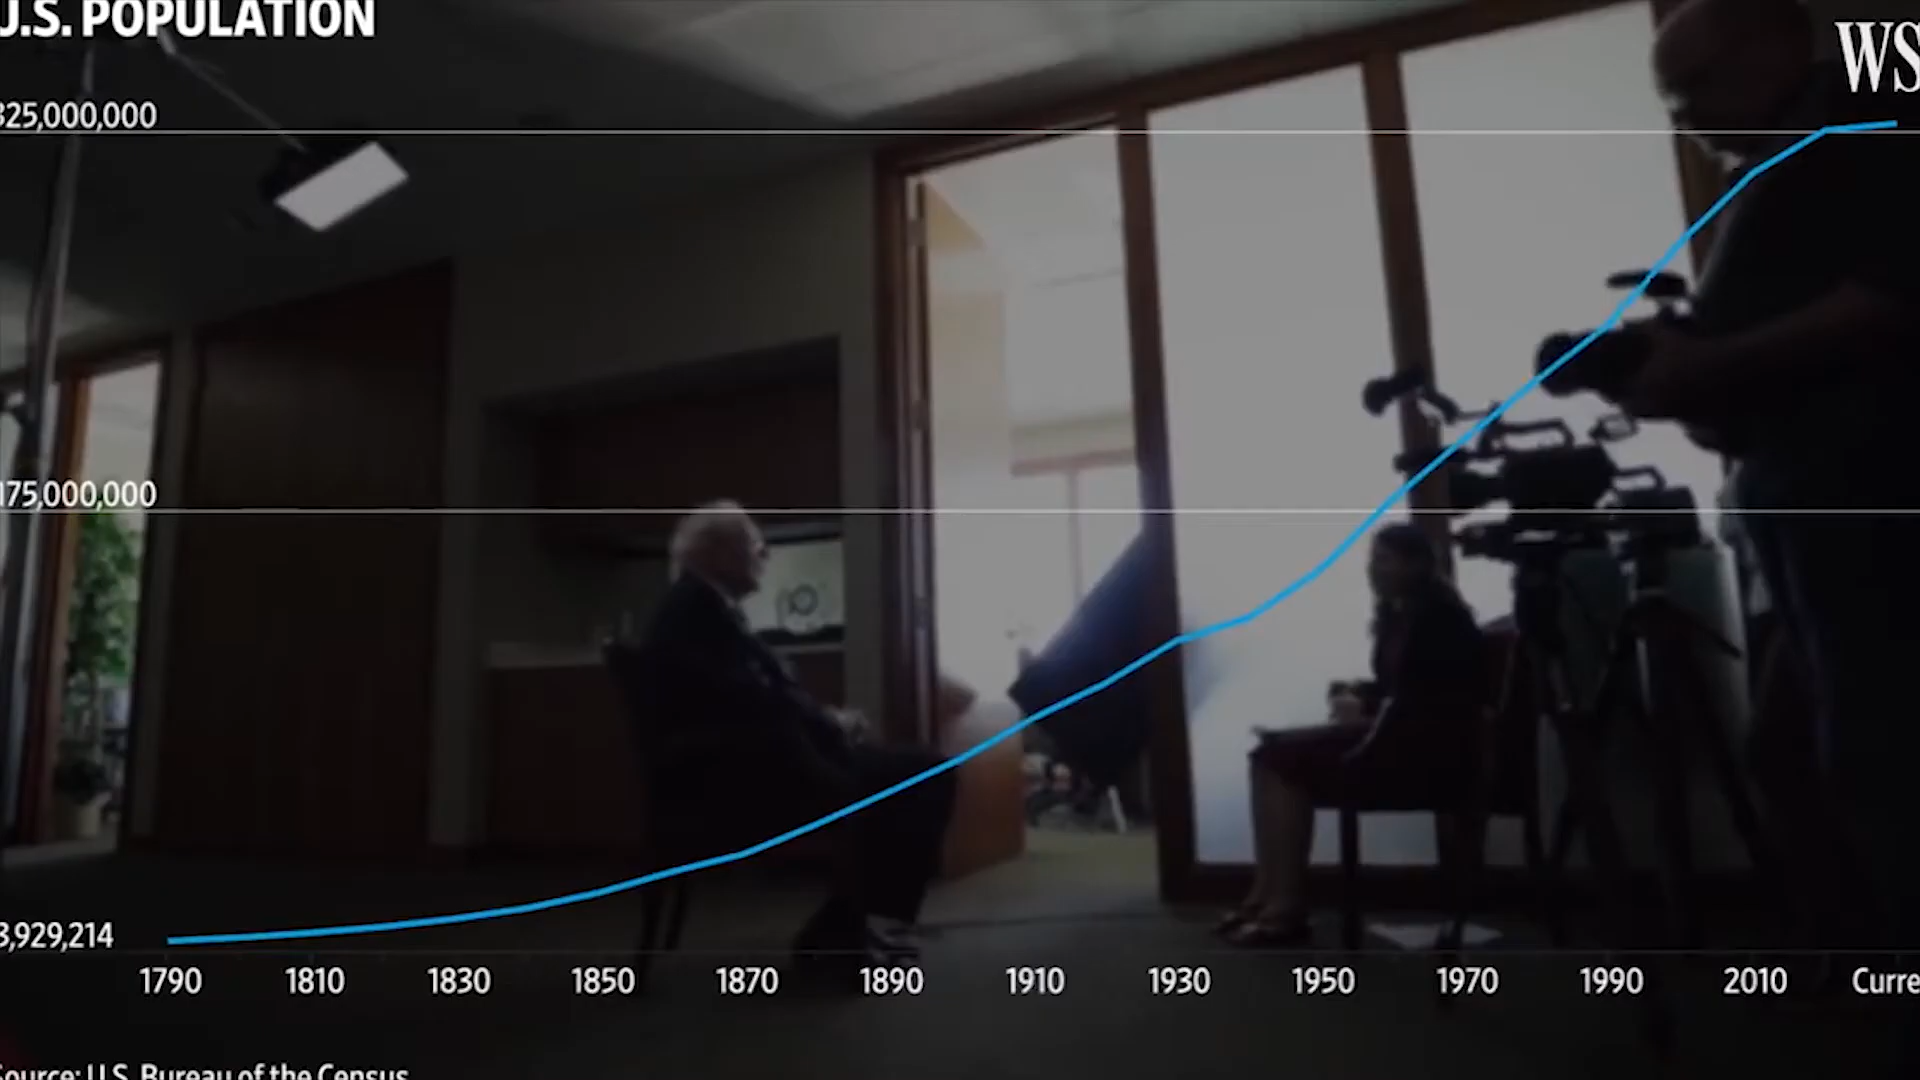 U.S. POPULATION
WS
325,000,000
175,000,000
3,929,214
1790 1810 1830 1850 1870 1890 1910 1930 1950 1970 1990 2010 Curre
Source: U.S. Bureau of the Census